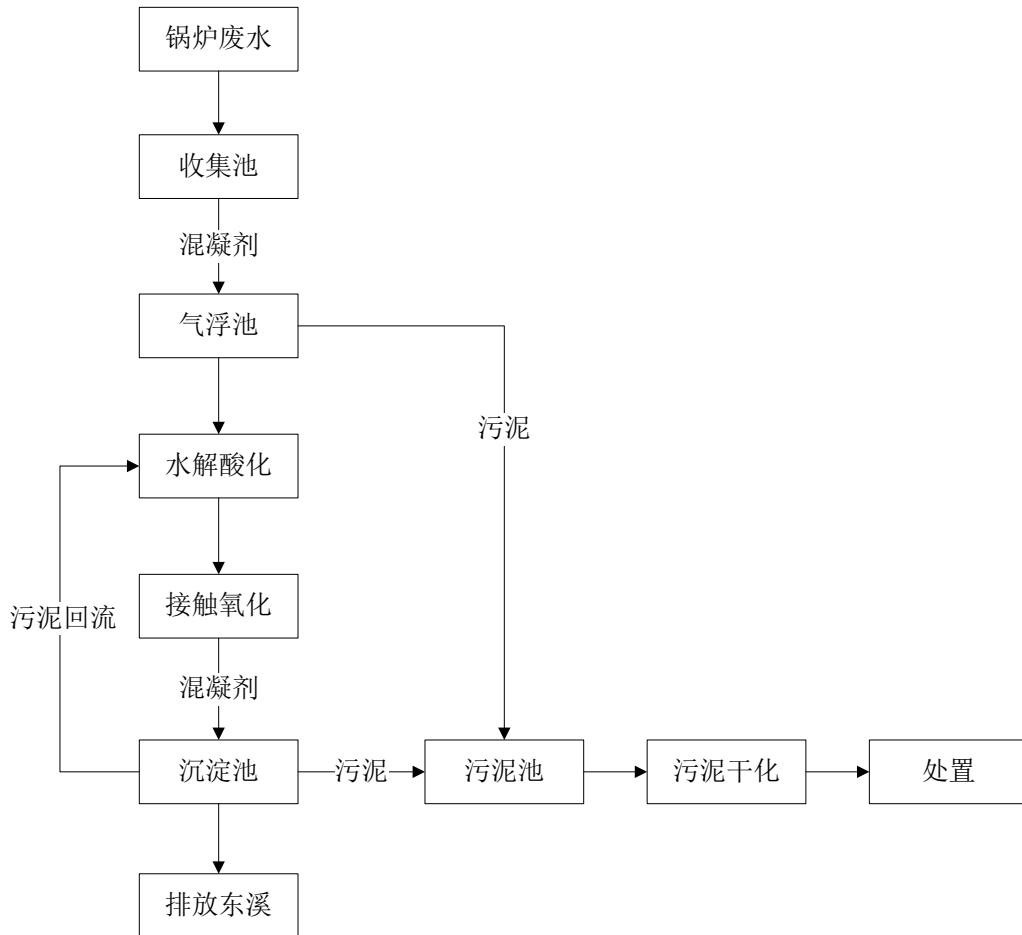 锅炉废水
收集池
混凝剂
气浮池
污泥
水解酸化
接触氧化
污泥回流
混凝剂
沉淀池
污泥
污泥池
污泥干化
处置
排放东溪